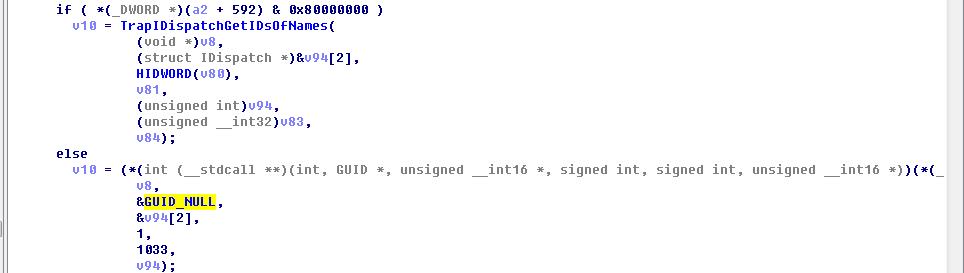 if ( *(_DWORD *)(a2 + 592) & 0x80000000 )
v10 = TrapIDispatchGetIDsOfNames(
(void *)v8,
(struct IDispatch *)&v94[2],
HIDWORD(v80),
v81,
(unsigned int)v94,
(unsigned __int32)v83,
v84);
else
v10 = (*(int (__stdcall **)(int, GUID *, unsigned __int16 *, signed int, signed int, unsigned __int16 *))(*(_
v8,
&GUID_NULL,
&v94[2],
1,
1033,
v94);